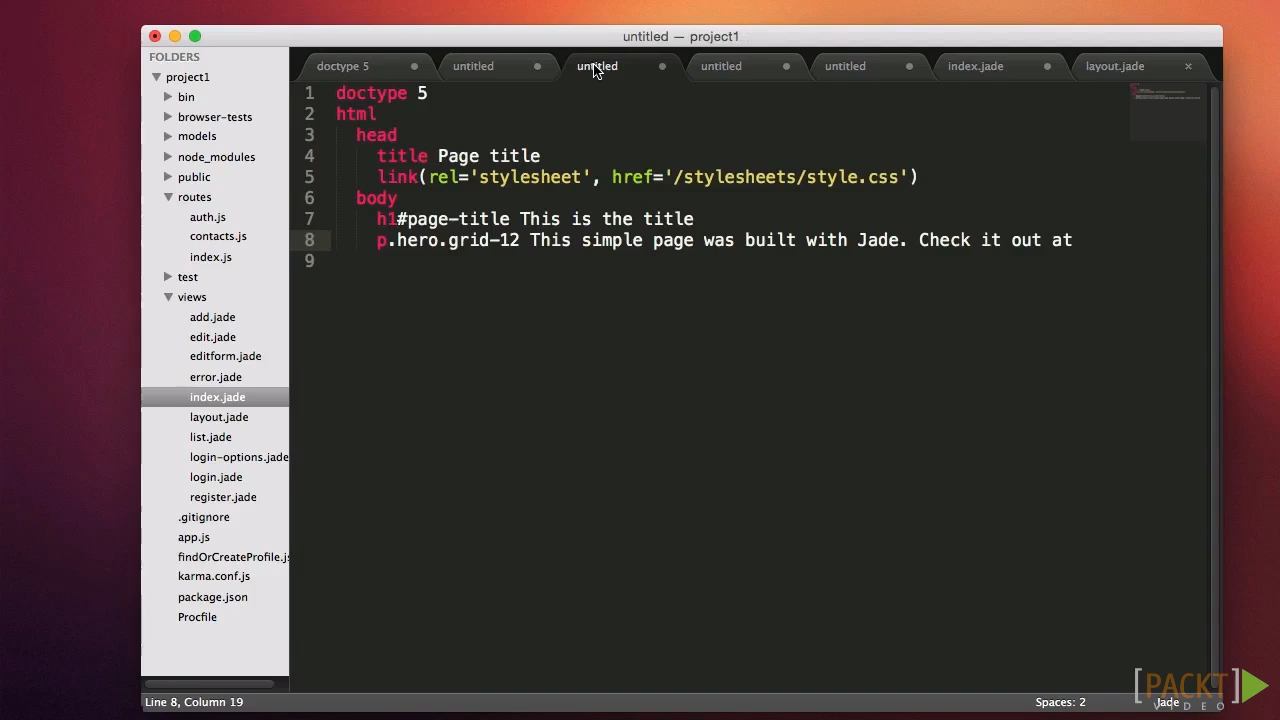 untitled — project1
FOLDERS
project1
bin
browser-tests
models
node_modules
public
routes
auth.js
contacts.js
index.js
test
views
add.jade
edit.jade
editform.jade
error.jade
index.jade
layout.jade
list.jade
login-options.jade
login.jade
register.jade
.gitignore
app.js
findOrCreateProfile.js
karma.conf.js
package.json
Procfile
doctype 5 untitled untitled untitled untitled index.jade layout.jade
1 doctype 5
2 html
3 head
4 title Page title
5 link(rel='stylesheet', href='/stylesheets/style.css')
6 body
7 h1#page-title This is the title
8 p.hero.grid-12 This simple page was built with Jade. Check it out at
9
[PACKT]
VIDEO
Line 8, Column 19 Spaces: 2 Jade